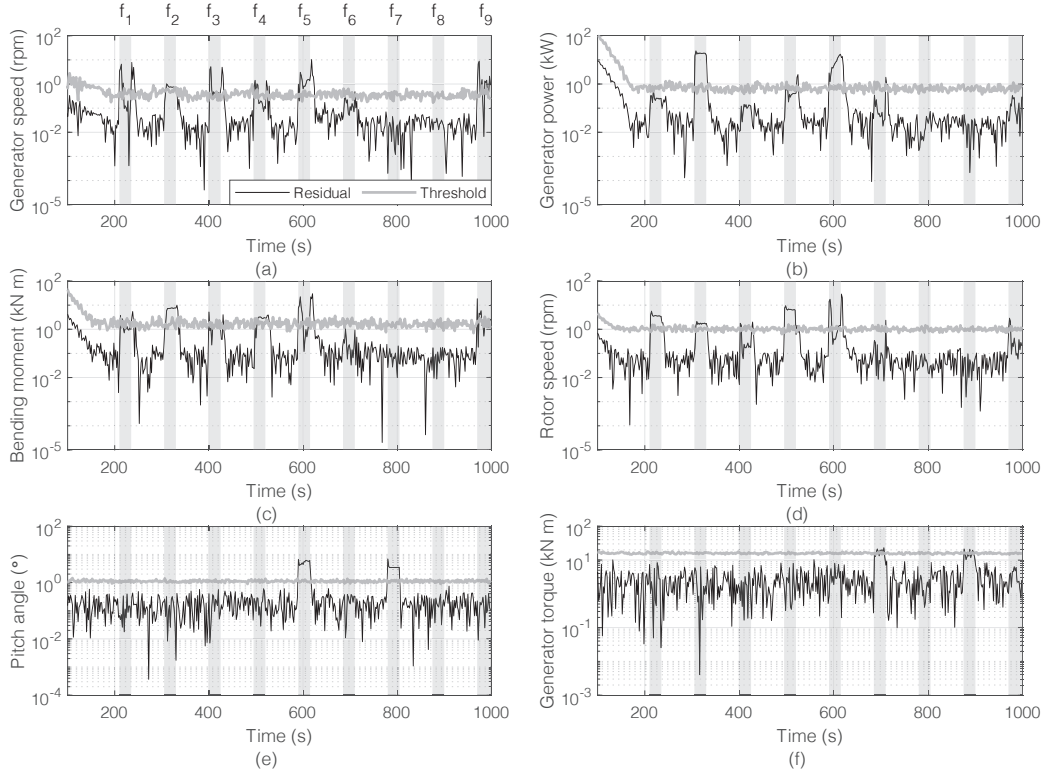 f1 f2 f3 f4 f5 f6 f7 f8 f9
Generator speed (rpm)
10^2
10^0
10^-2
10^-5
Residual Threshold
200 400 600 800 1000
Time (s)
(a)
Generator power (kW)
10^2
10^0
10^-2
10^-5
200 400 600 800 1000
Time (s)
(b)
Bending moment (kN m)
10^2
10^0
10^-2
10^-5
200 400 600 800 1000
Time (s)
(c)
Rotor speed (rpm)
10^2
10^0
10^-2
10^-5
200 400 600 800 1000
Time (s)
(d)
Pitch angle (°)
10^2
10^0
10^-2
10^-4
200 400 600 800 1000
Time (s)
(e)
Generator torque (kN m)
10^2
10^1
10^-1
10^-3
200 400 600 800 1000
Time (s)
(f)